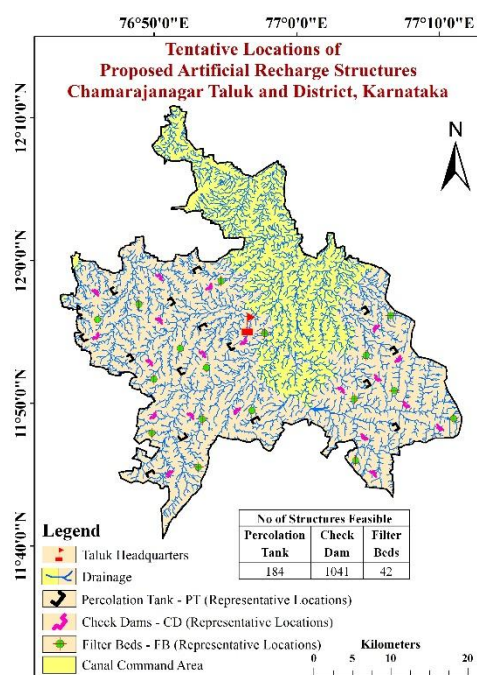 76°50'0"E 77°0'0"E 77°10'0"E
Tentative Locations of
Proposed Artificial Recharge Structures
Chamarajanagar Taluk and District, Karnataka
12°10'0"N
N
12°0'0"N
11°50'0"N
11°40'0"N
Legend
Taluk Headquarters
Drainage
Percolation Tank - PT (Representative Locations)
Check Dams - CD (Representative Locations)
Filter Beds - FB (Representative Locations)
Canal Command Area
No of Structures Feasible
Percolation Tank Check Dam Filter Beds
184 1041 42
Kilometers
0 5 10 20